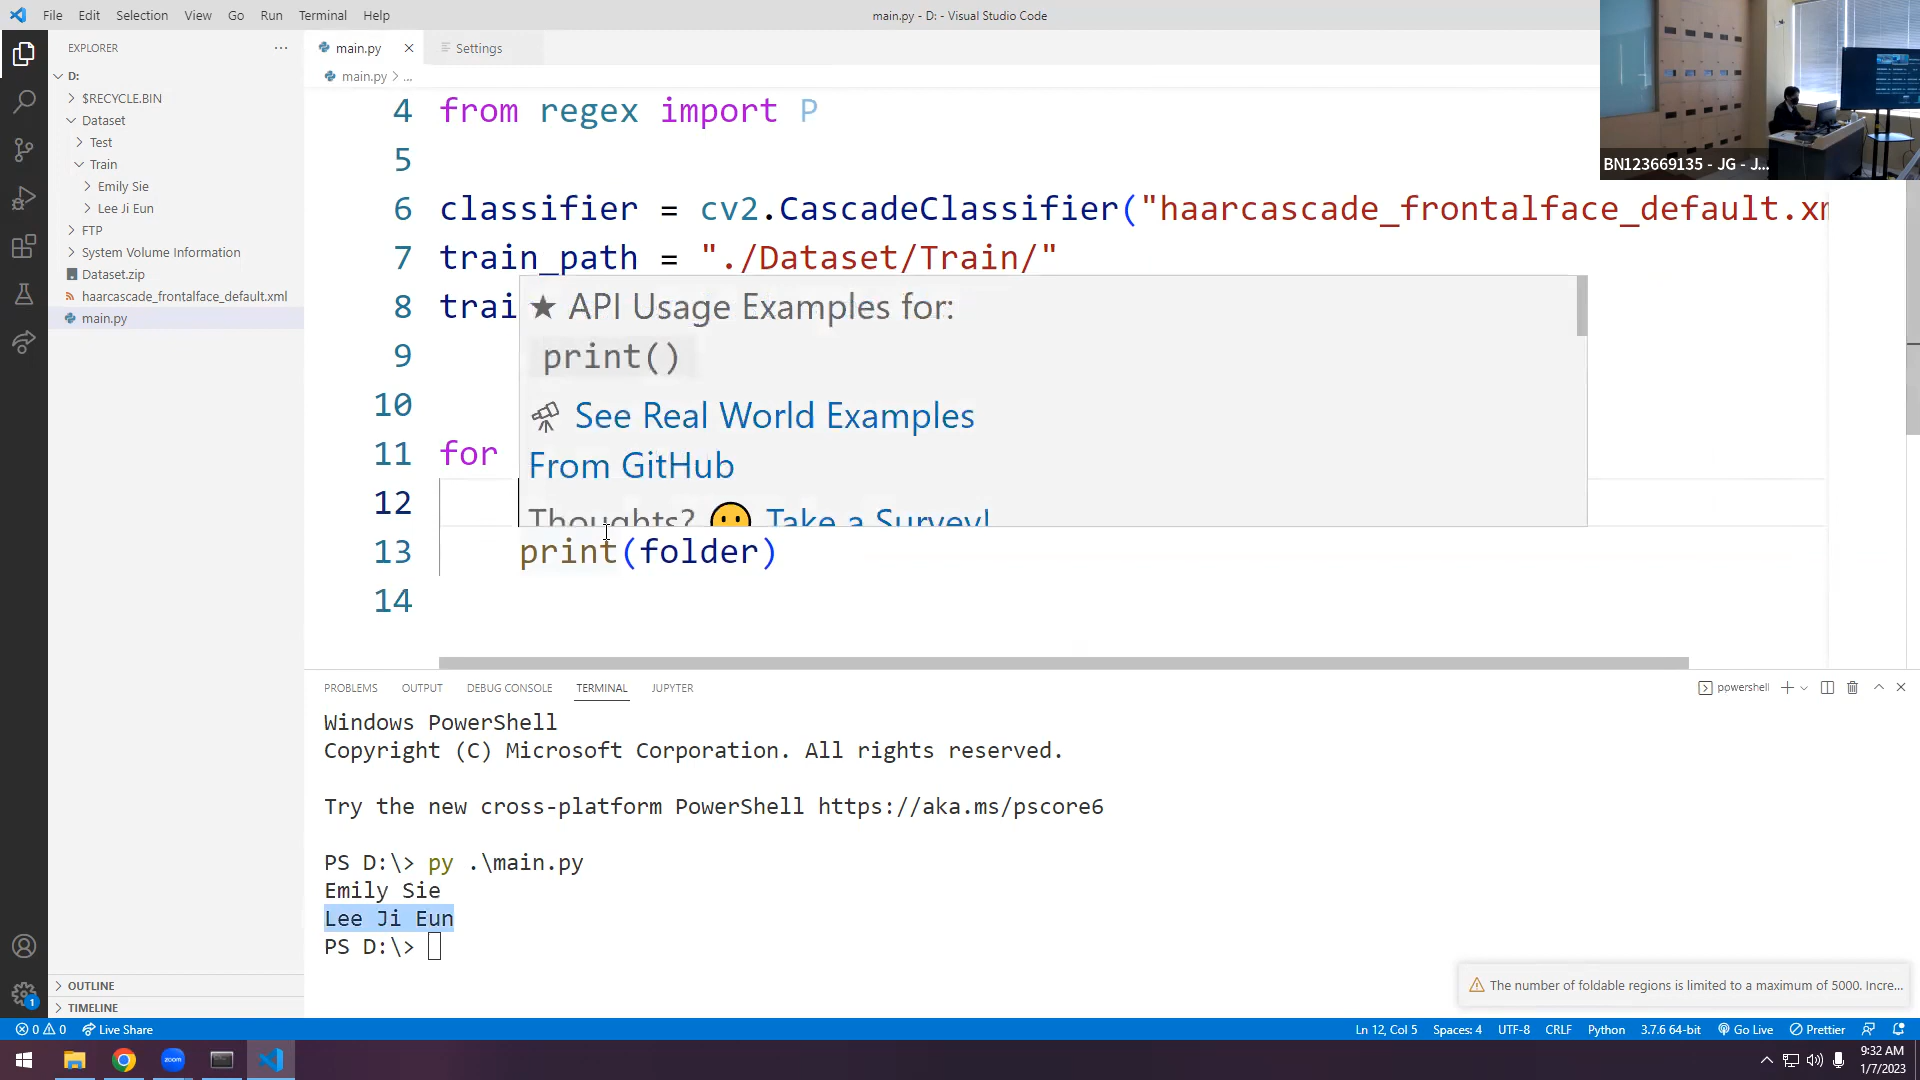 File Edit Selection View Go Run Terminal Help
main.py - D: - Visual Studio Code
EXPLORER
D:
$RECYCLE.BIN
Dataset
Test
Train
Emily Sie
Lee Ji Eun
FTP
System Volume Information
Dataset.zip
haarcascade_frontalface_default.xml
main.py
OUTLINE
TIMELINE
main.py
Settings
main.py > ...
4 from regex import P
5
6 classifier = cv2.CascadeClassifier("haarcascade_frontalface_default.xm
7 train_path = "./Dataset/Train/"
8 trai
9
10
11 for
12
13 print(folder)
14
★ API Usage Examples for:
print()
See Real World Examples
From GitHub
Thoughts? Take a Survey!
BN123669135 - JG - J...
PROBLEMS OUTPUT DEBUG CONSOLE TERMINAL JUPYTER
powershell
Windows PowerShell
Copyright (C) Microsoft Corporation. All rights reserved.
Try the new cross-platform PowerShell https://aka.ms/pscore6
PS D:\> py .\main.py
Emily Sie
Lee Ji Eun
PS D:\>
The number of foldable regions is limited to a maximum of 5000. Incre...
1
0 0 Live Share
Ln 12, Col 5 Spaces: 4 UTF-8 CRLF Python 3.7.6 64-bit Go Live Prettier
zoom
9:32 AM
1/7/2023